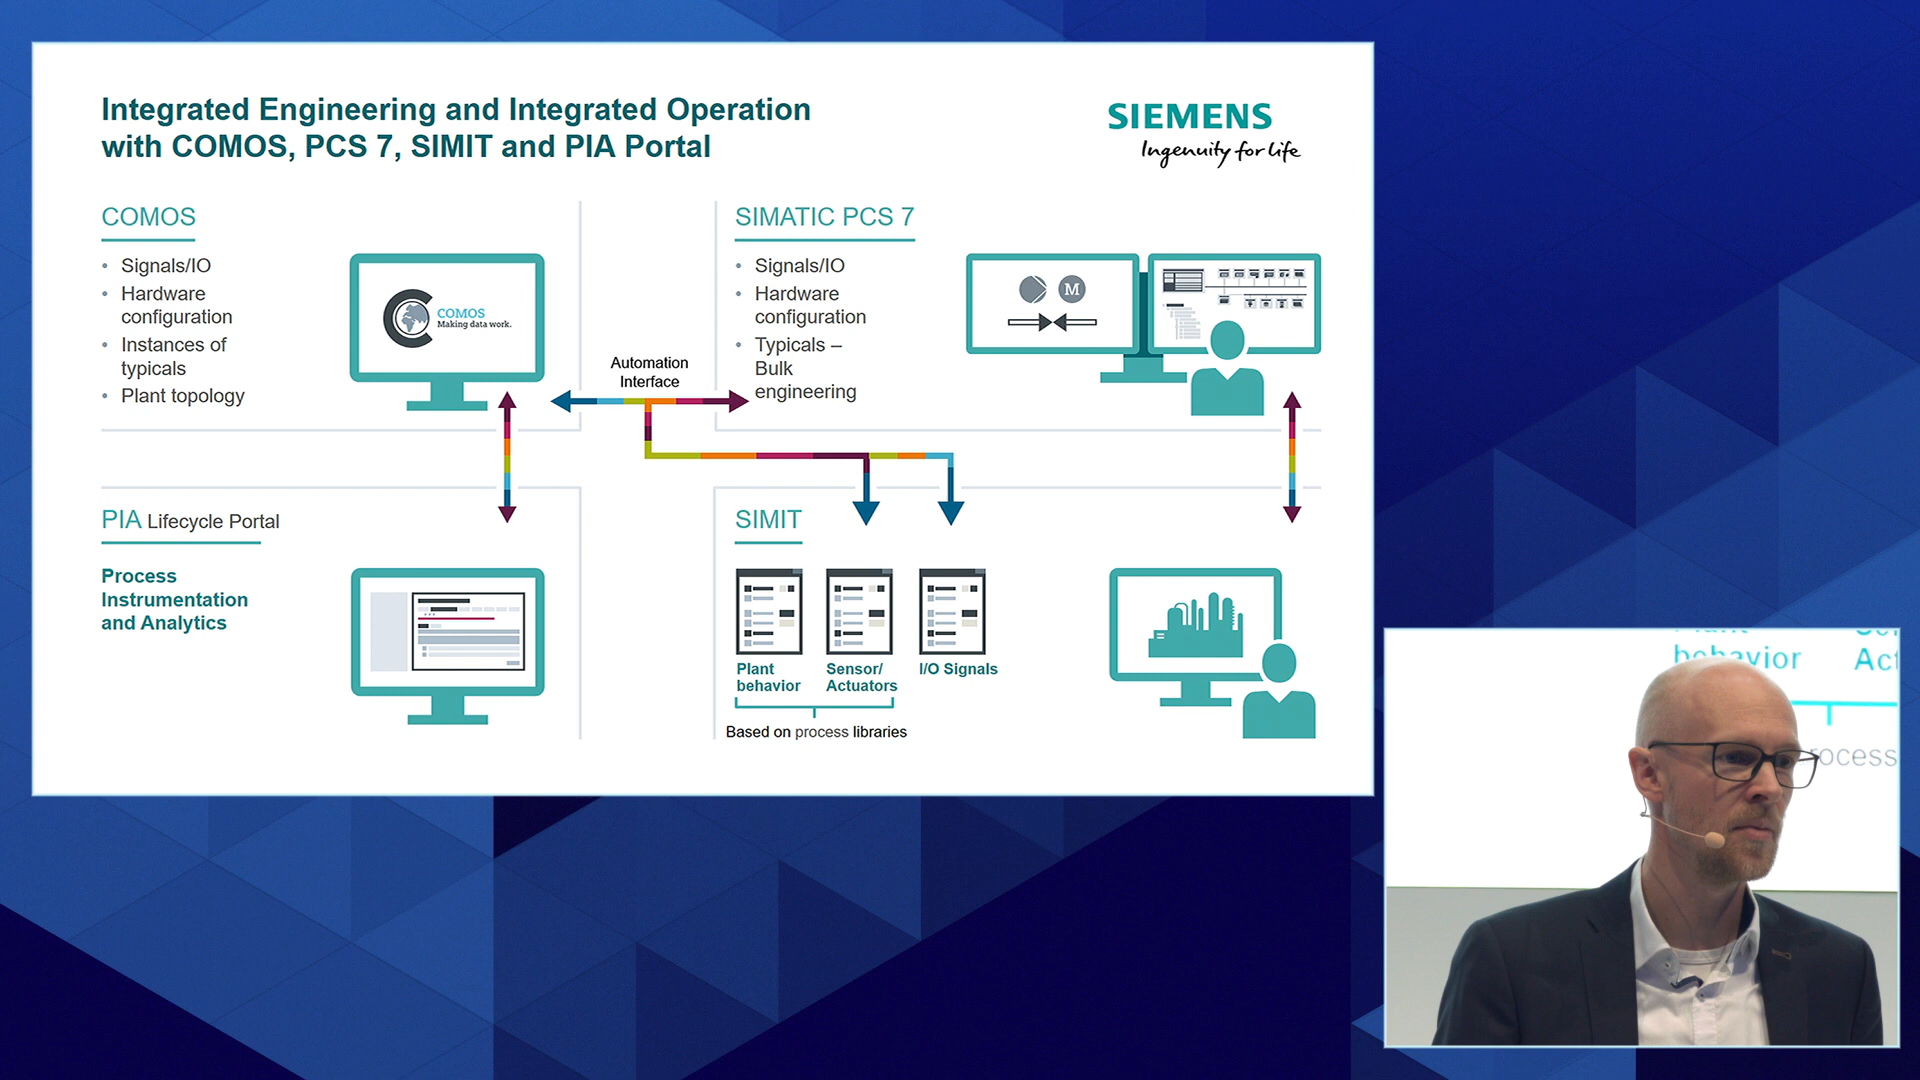 Integrated Engineering and Integrated Operation
with COMOS, PCS 7, SIMIT and PIA Portal
SIEMENS
Ingenuity for life
COMOS
• Signals/IO
• Hardware
configuration
• Instances of
typicals
• Plant topology
COMOS
Making data work.
Automation
Interface
SIMATIC PCS 7
• Signals/IO
• Hardware
configuration
• Typicals –
Bulk
engineering
M
PIA Lifecycle Portal
Process
Instrumentation
and Analytics
SIMIT
Plant
behavior
Sensor/
Actuators
I/O Signals
Based on process libraries
behavior
Act
rocess